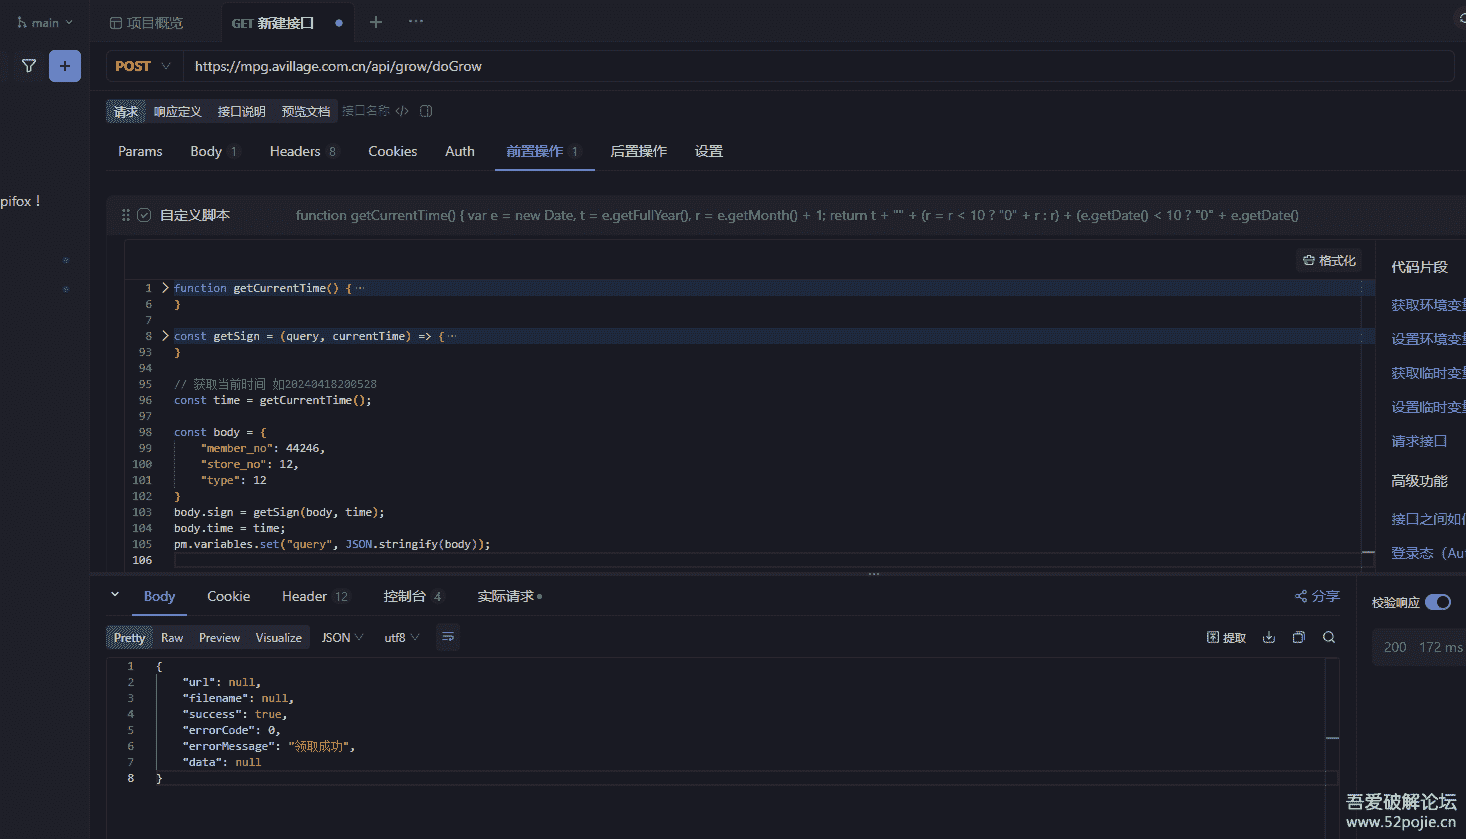 main
项目概览
GET 新建接口
POST
https://mpg.avillage.com.cn/api/grow/doGrow
请求 响应定义 接口说明 预览文档 接口名称
Params Body 1 Headers 8 Cookies Auth 前置操作 1 后置操作 设置
pifox !
自定义脚本 function getCurrentTime() { var e = new Date, t = e.getFullYear(), r = e.getMonth() + 1; return t + "" + (r = r < 10 ? "0" + r : r) + (e.getDate() < 10 ? "0" + e.getDate()
格式化
代码片段
获取环境变量
设置环境变量
获取临时变量
设置临时变量
请求接口
高级功能
接口之间如何
登录态（Au
1 function getCurrentTime() { ···
6 }
7
8 const getSign = (query, currentTime) => { ···
93 }
94
95 // 获取当前时间 如20240418200528
96 const time = getCurrentTime();
97
98 const body = {
99 "member_no": 44246,
100 "store_no": 12,
101 "type": 12
102 }
103 body.sign = getSign(body, time);
104 body.time = time;
105 pm.variables.set("query", JSON.stringify(body));
106
Body Cookie Header 12 控制台 4 实际请求 分享
校验响应
Pretty Raw Preview Visualize JSON utf8 提取
200 172 ms
1 {
2 "url": null,
3 "filename": null,
4 "success": true,
5 "errorCode": 0,
6 "errorMessage": "领取成功",
7 "data": null
8 }
吾爱破解论坛
www.52pojie.cn